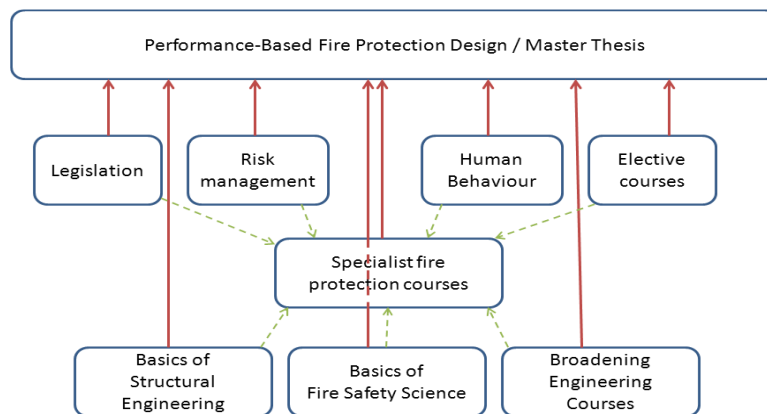 Performance-Based Fire Protection Design / Master Thesis
Legislation
Risk
management
Human
Behaviour
Elective
courses
Specialist fire
protection courses
Basics of
Structural
Engineering
Basics of
Fire Safety Science
Broadening
Engineering
Courses